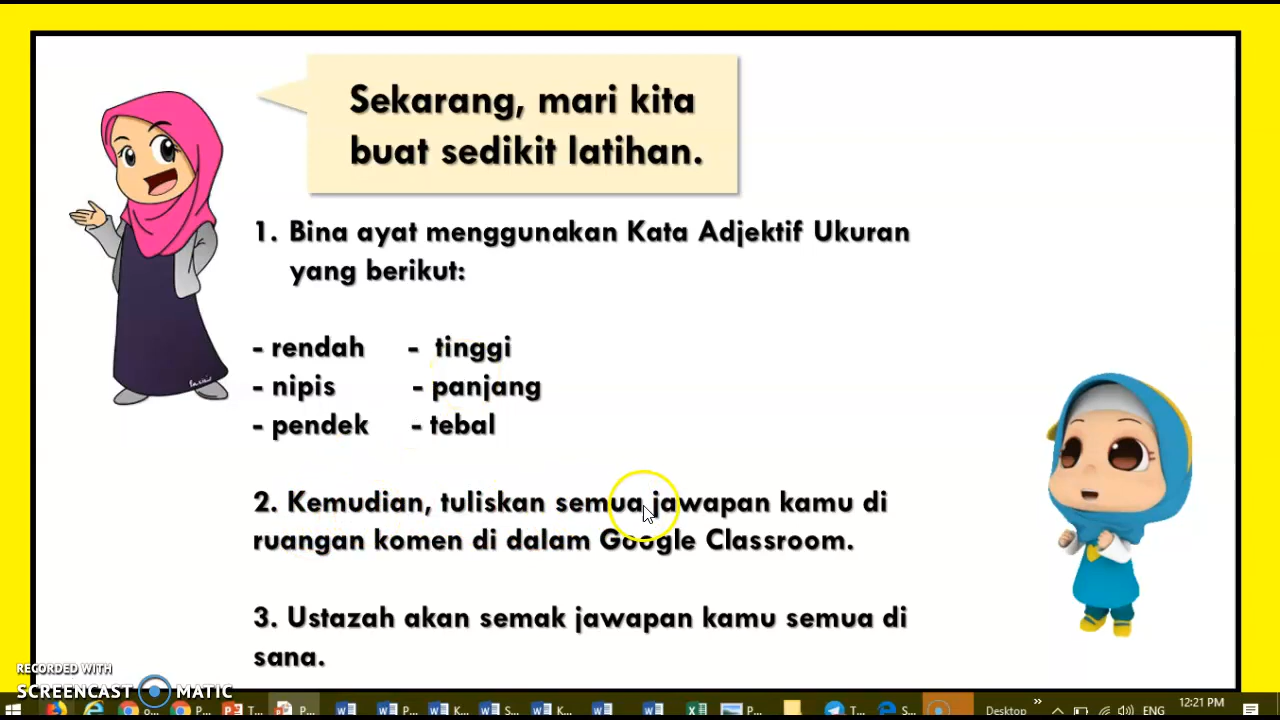 Sekarang, mari kita
buat sedikit latihan.
1. Bina ayat menggunakan Kata Adjektif Ukuran
yang berikut:
- rendah - tinggi
- nipis - panjang
- pendek - tebal
2. Kemudian, tuliskan semua jawapan kamu di
ruangan komen di dalam Google Classroom.
3. Ustazah akan semak jawapan kamu semua di
sana.
RECORDED WITH
SCREENCAST MATIC
o... P... T... P... P... K... S... K... P... T... S... Desktop » ENG 12:21 PM